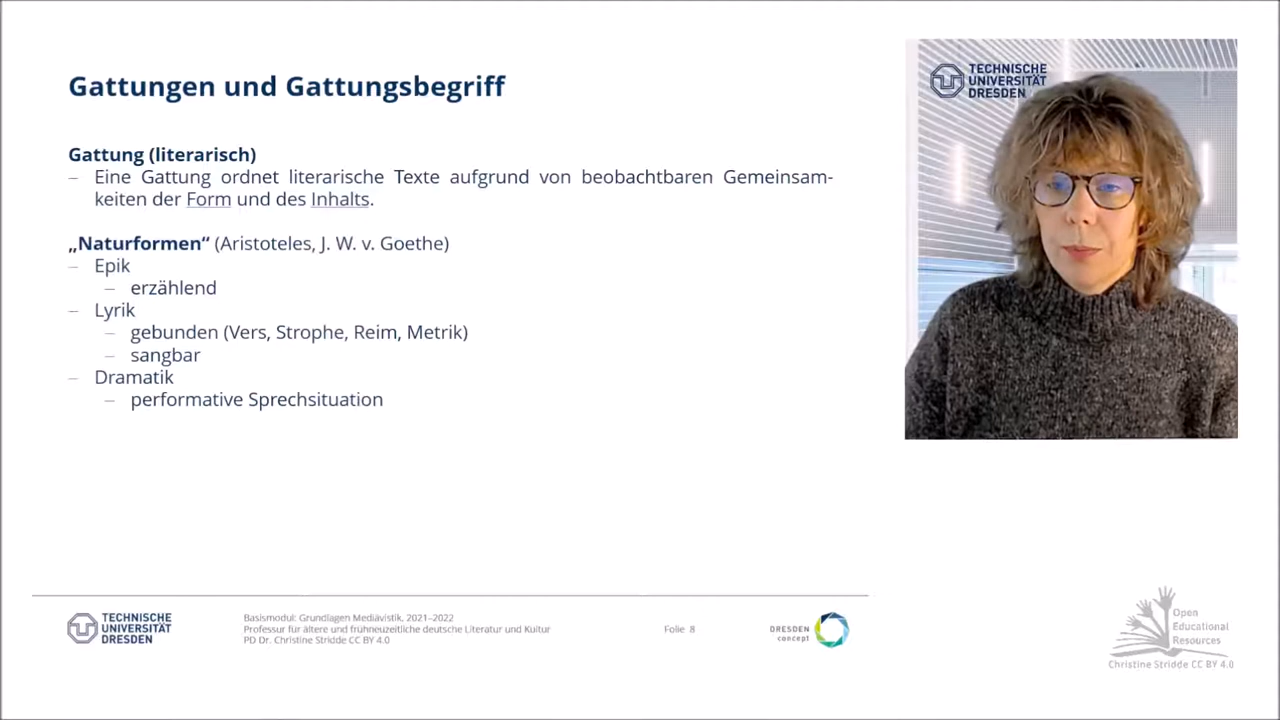 Gattungen und Gattungsbegriff
Gattung (literarisch)
– Eine Gattung ordnet literarische Texte aufgrund von beobachtbaren Gemeinsam-
keiten der Form und des Inhalts.
„Naturformen“ (Aristoteles, J. W. v. Goethe)
– Epik
– erzählend
– Lyrik
– gebunden (Vers, Strophe, Reim, Metrik)
– sangbar
– Dramatik
– performative Sprechsituation
TECHNISCHE
UNIVERSITÄT
DRESDEN
TECHNISCHE
UNIVERSITÄT
DRESDEN
Basismodul: Grundlagen Mediävistik, 2021–2022
Professur für ältere und frühneuzeitliche deutsche Literatur und Kultur
PD Dr. Christine Stridde CC BY 4.0
Folie 8
DRESDEN
concept
Open
Educational
Resources
Christine Stridde CC BY 4.0